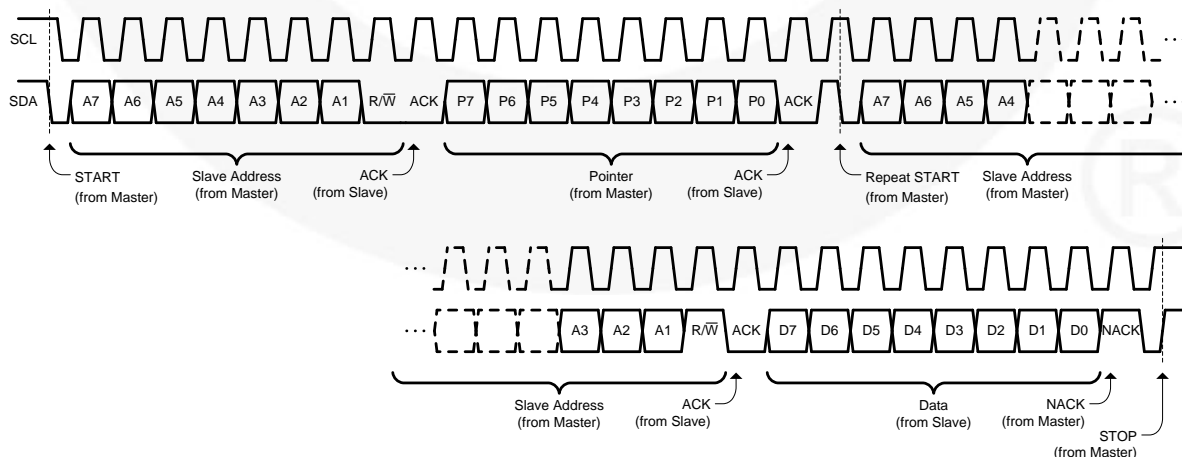 SCL
...
SDA A7 A6 A5 A4 A3 A2 A1 R/W̅ ACK P7 P6 P5 P4 P3 P2 P1 P0 ACK A7 A6 A5 A4 ...
START
(from Master)
Slave Address
(from Master)
ACK
(from Slave)
Pointer
(from Master)
ACK
(from Slave)
Repeat START
(from Master)
Slave Address
(from Master)
®
...
... A3 A2 A1 R/W̅ ACK D7 D6 D5 D4 D3 D2 D1 D0 NACK
Slave Address
(from Master)
ACK
(from Slave)
Data
(from Slave)
NACK
(from Master)
STOP
(from Master)